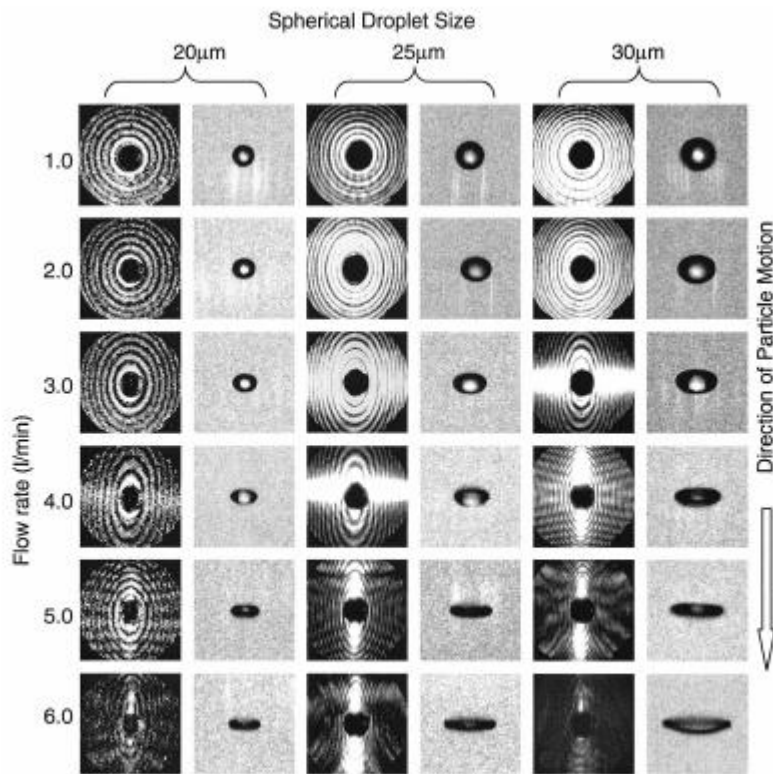 Spherical Droplet Size
20μm
25μm
30μm
1.0
2.0
3.0
4.0
5.0
6.0
Flow rate (l/min)
Direction of Particle Motion